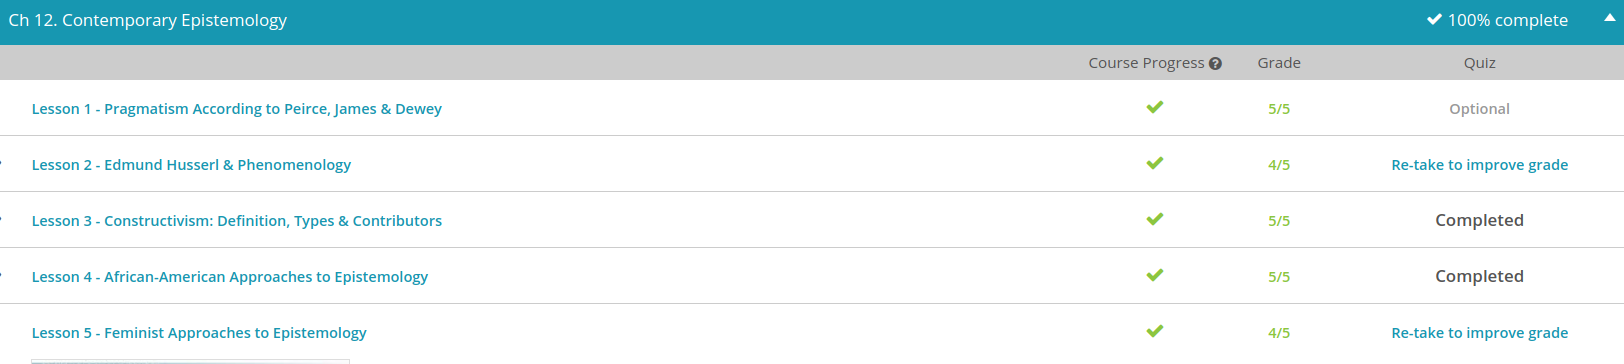 Ch 12. Contemporary Epistemology 100% complete
Course Progress Grade Quiz
Lesson 1 - Pragmatism According to Peirce, James & Dewey 5/5 Optional
Lesson 2 - Edmund Husserl & Phenomenology 4/5 Re-take to improve grade
Lesson 3 - Constructivism: Definition, Types & Contributors 5/5 Completed
Lesson 4 - African-American Approaches to Epistemology 5/5 Completed
Lesson 5 - Feminist Approaches to Epistemology 4/5 Re-take to improve grade